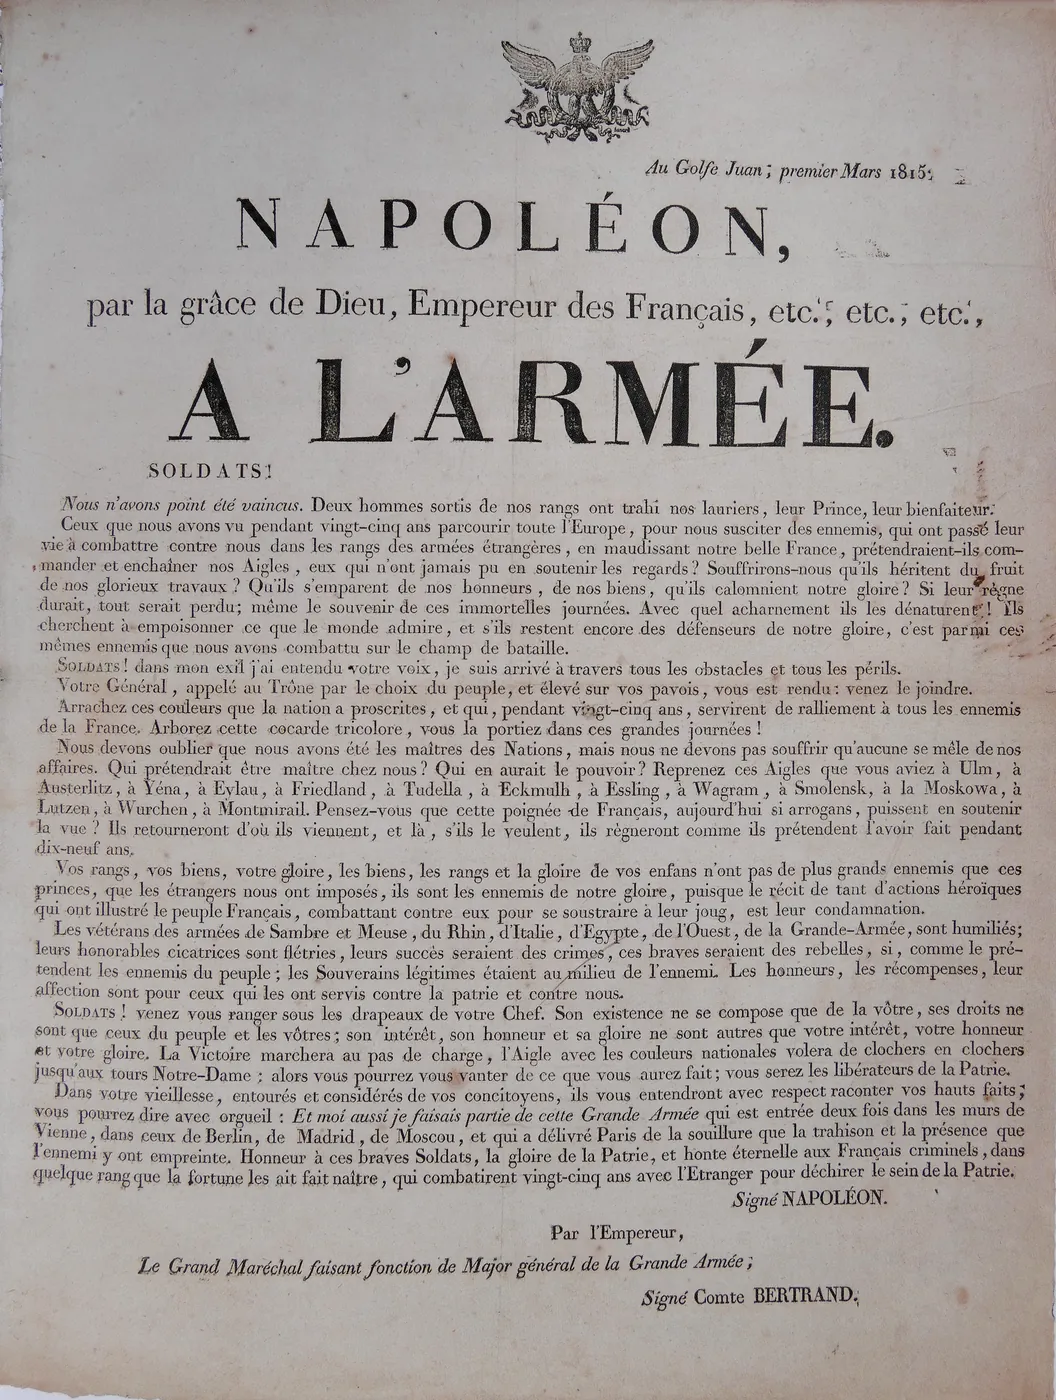 Au Golfe Juan; premier Mars 1815.
NAPOLÉON,
par la grâce de Dieu, Empereur des Français, etc., etc., etc.,
A L'ARMÉE.
SOLDATS!
Nous n'avons point été vaincus. Deux hommes sortis de nos rangs ont trahi nos lauriers, leur Prince, leur bienfaiteur.
Ceux que nous avons vu pendant vingt-cinq ans parcourir toute l'Europe, pour nous susciter des ennemis, qui ont passé leur
vie à combattre contre nous dans les rangs des armées étrangères, en maudissant notre belle France, prétendraient-ils com-
mander et enchaîner nos Aigles, eux qui n'ont jamais pu en soutenir les regards? Souffrirons-nous qu'ils héritent du fruit
de nos glorieux travaux? Qu'ils s'emparent de nos honneurs, de nos biens, qu'ils calomnient notre gloire? Si leur règne
durait, tout serait perdu; même le souvenir de ces immortelles journées. Avec quel acharnement ils les dénaturent! Ils
cherchent à empoisonner ce que le monde admire, et s'ils restent encore des défenseurs de notre gloire, c'est parmi ces
mêmes ennemis que nous avons combattu sur le champ de bataille.
SOLDATS! dans mon exil j'ai entendu votre voix, je suis arrivé à travers tous les obstacles et tous les périls.
Votre Général, appelé au Trône par le choix du peuple, et élevé sur vos pavois, vous est rendu: venez le joindre.
Arrachez ces couleurs que la nation a proscrites, et qui, pendant vingt-cinq ans, servirent de ralliement à tous les ennemis
de la France. Arborez cette cocarde tricolore, vous la portiez dans ces grandes journées!
Nous devons oublier que nous avons été les maîtres des Nations, mais nous ne devons pas souffrir qu'aucune se mêle de nos
affaires. Qui prétendrait être maître chez nous? Qui en aurait le pouvoir? Reprenez ces Aigles que vous aviez à Ulm, à
Austerlitz, à Yéna, à Eylau, à Friedland, à Tudella, à Eckmulh, à Essling, à Wagram, à Smolensk, à la Moskowa, à
Lutzen, à Wurchen, à Montmirail. Pensez-vous que cette poignée de Français, aujourd'hui si arrogans, puissent en soutenir
la vue? Ils retourneront d'où ils viennent, et là, s'ils le veulent, ils règneront comme ils prétendent l'avoir fait pendant
dix-neuf ans.
Vos rangs, vos biens, votre gloire, les biens, les rangs et la gloire de vos enfans n'ont pas de plus grands ennemis que ces
princes, que les étrangers nous ont imposés, ils sont les ennemis de notre gloire, puisque le récit de tant d'actions héroïques
qui ont illustré le peuple Français, combattant contre eux pour se soustraire à leur joug, est leur condamnation.
Les vétérans des armées de Sambre et Meuse, du Rhin, d'Italie, d'Egypte, de l'Ouest, de la Grande-Armée, sont humiliés;
leurs honorables cicatrices sont flétries, leurs succès seraient des crimes, ces braves seraient des rebelles, si, comme le pré-
tendent les ennemis du peuple; les Souverains légitimes étaient au milieu de l'ennemi. Les honneurs, les récompenses, leur
affection sont pour ceux qui les ont servis contre la patrie et contre nous.
SOLDATS! venez vous ranger sous les drapeaux de votre Chef. Son existence ne se compose que de la vôtre, ses droits ne
sont que ceux du peuple et les vôtres; son intérêt, son honneur et sa gloire ne sont autres que votre intérêt, votre honneur
et votre gloire. La Victoire marchera au pas de charge, l'Aigle avec les couleurs nationales volera de clochers en clochers
jusqu'aux tours Notre-Dame; alors vous pourrez vous vanter de ce que vous aurez fait; vous serez les libérateurs de la Patrie.
Dans votre vieillesse, entourés et considérés de vos concitoyens, ils vous entendront avec respect raconter vos hauts faits;
vous pourrez dire avec orgueil: Et moi aussi je faisais partie de cette Grande Armée qui est entrée deux fois dans les murs de
Vienne, dans ceux de Berlin, de Madrid, de Moscou, et qui a délivré Paris de la souillure que la trahison et la présence que
l'ennemi y ont empreinte. Honneur à ces braves Soldats, la gloire de la Patrie, et honte éternelle aux Français criminels, dans
quelque rang que la fortune les ait fait naître, qui combatirent vingt-cinq ans avec l'Etranger pour déchirer le sein de la Patrie.
Signé NAPOLÉON.
Par l'Empereur,
Le Grand Maréchal faisant fonction de Major général de la Grande Armée;
Signé Comte BERTRAND.